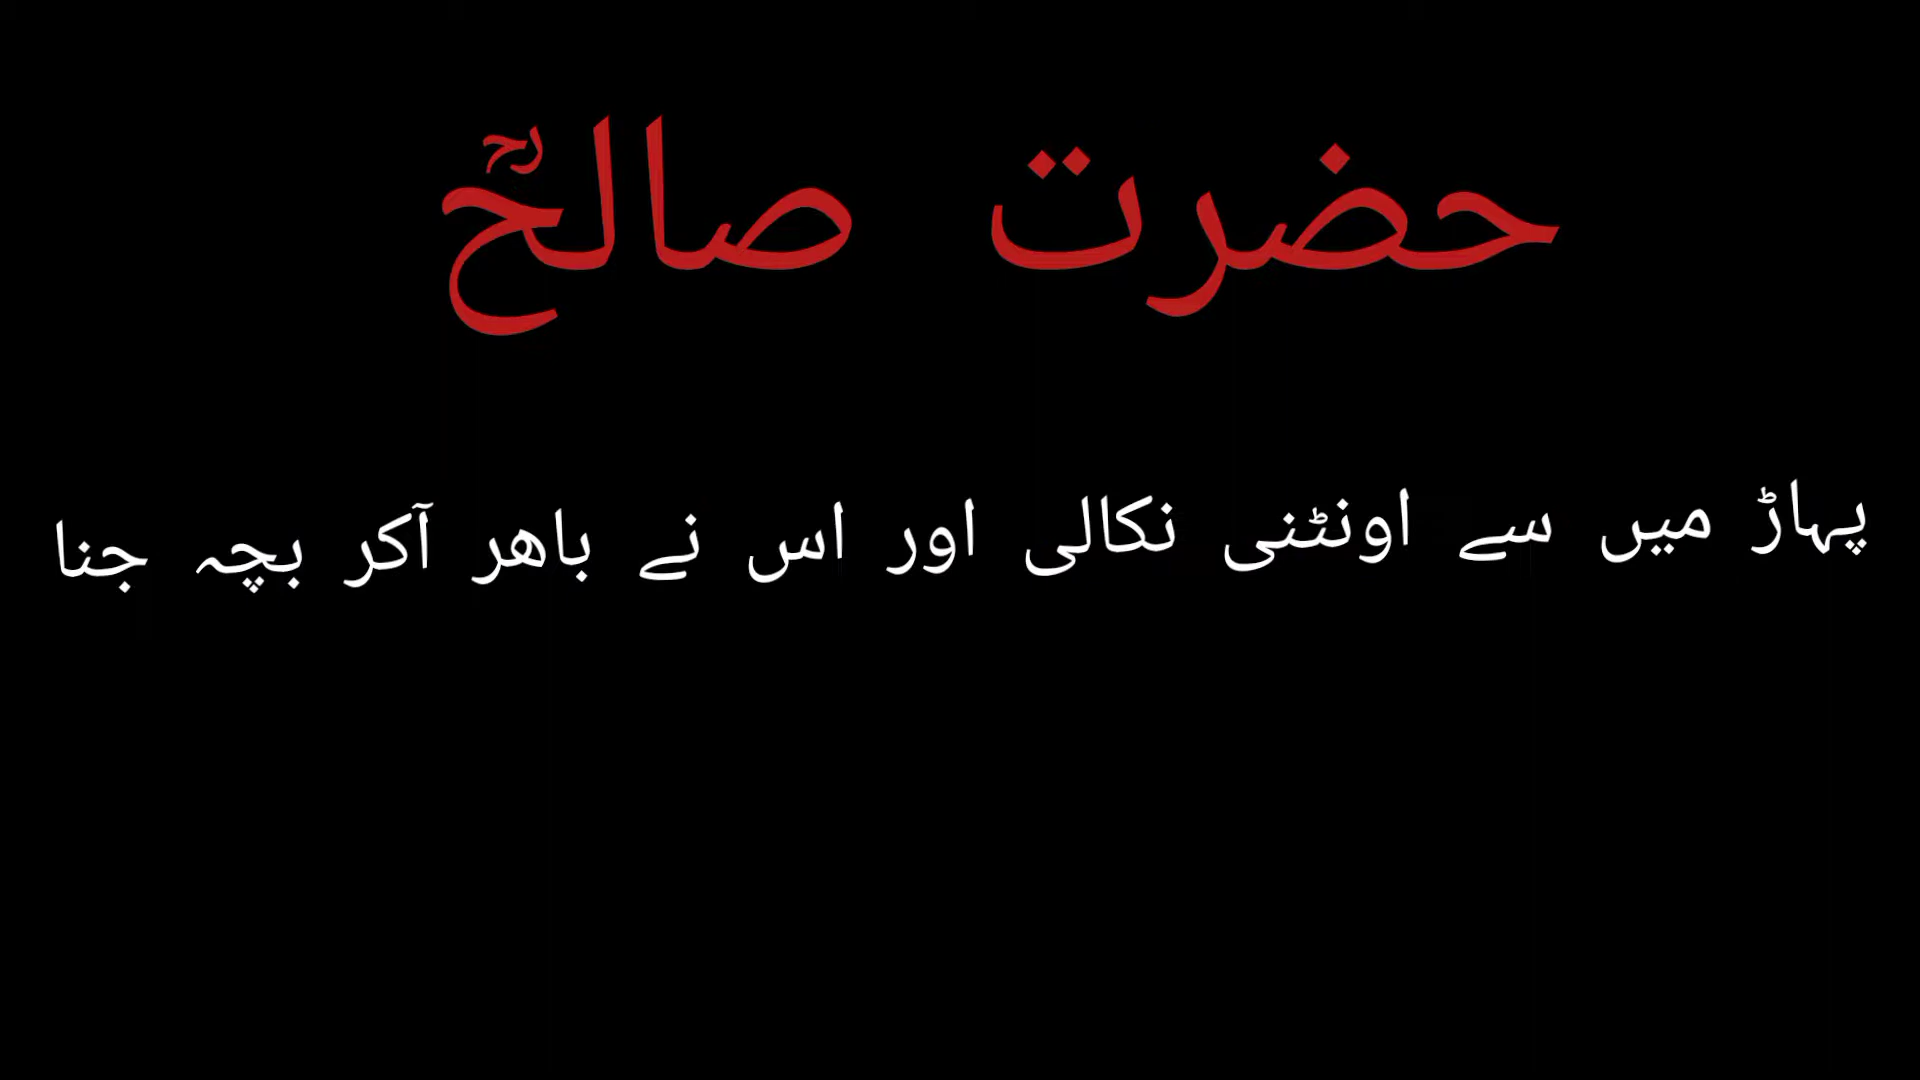 حضرت صالحؒ
پہاڑ میں سے اونٹنی نکالی اور اس نے باھر آکر بچہ جنا